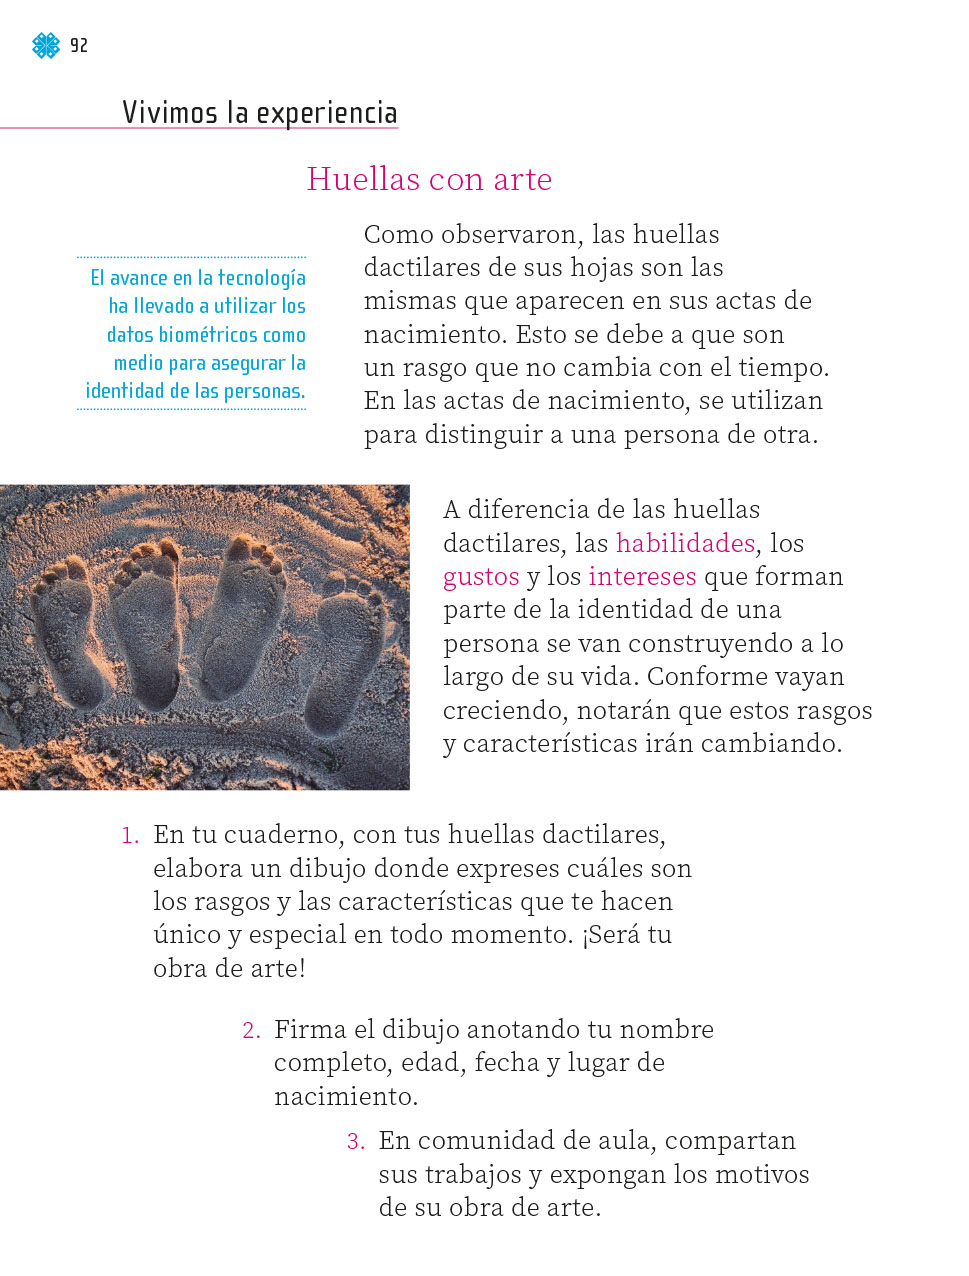 92
Vivimos la experiencia
Huellas con arte
Como observaron, las huellas
dactilares de sus hojas son las
mismas que aparecen en sus actas de
nacimiento. Esto se debe a que son
un rasgo que no cambia con el tiempo.
En las actas de nacimiento, se utilizan
para distinguir a una persona de otra.
El avance en la tecnología
ha llevado a utilizar los
datos biométricos como
medio para asegurar la
identidad de las personas.
A diferencia de las huellas
dactilares, las habilidades, los
gustos y los intereses que forman
parte de la identidad de una
persona se van construyendo a lo
largo de su vida. Conforme vayan
creciendo, notarán que estos rasgos
y características irán cambiando.
1. En tu cuaderno, con tus huellas dactilares,
elabora un dibujo donde expreses cuáles son
los rasgos y las características que te hacen
único y especial en todo momento. ¡Será tu
obra de arte!
2. Firma el dibujo anotando tu nombre
completo, edad, fecha y lugar de
nacimiento.
3. En comunidad de aula, compartan
sus trabajos y expongan los motivos
de su obra de arte.